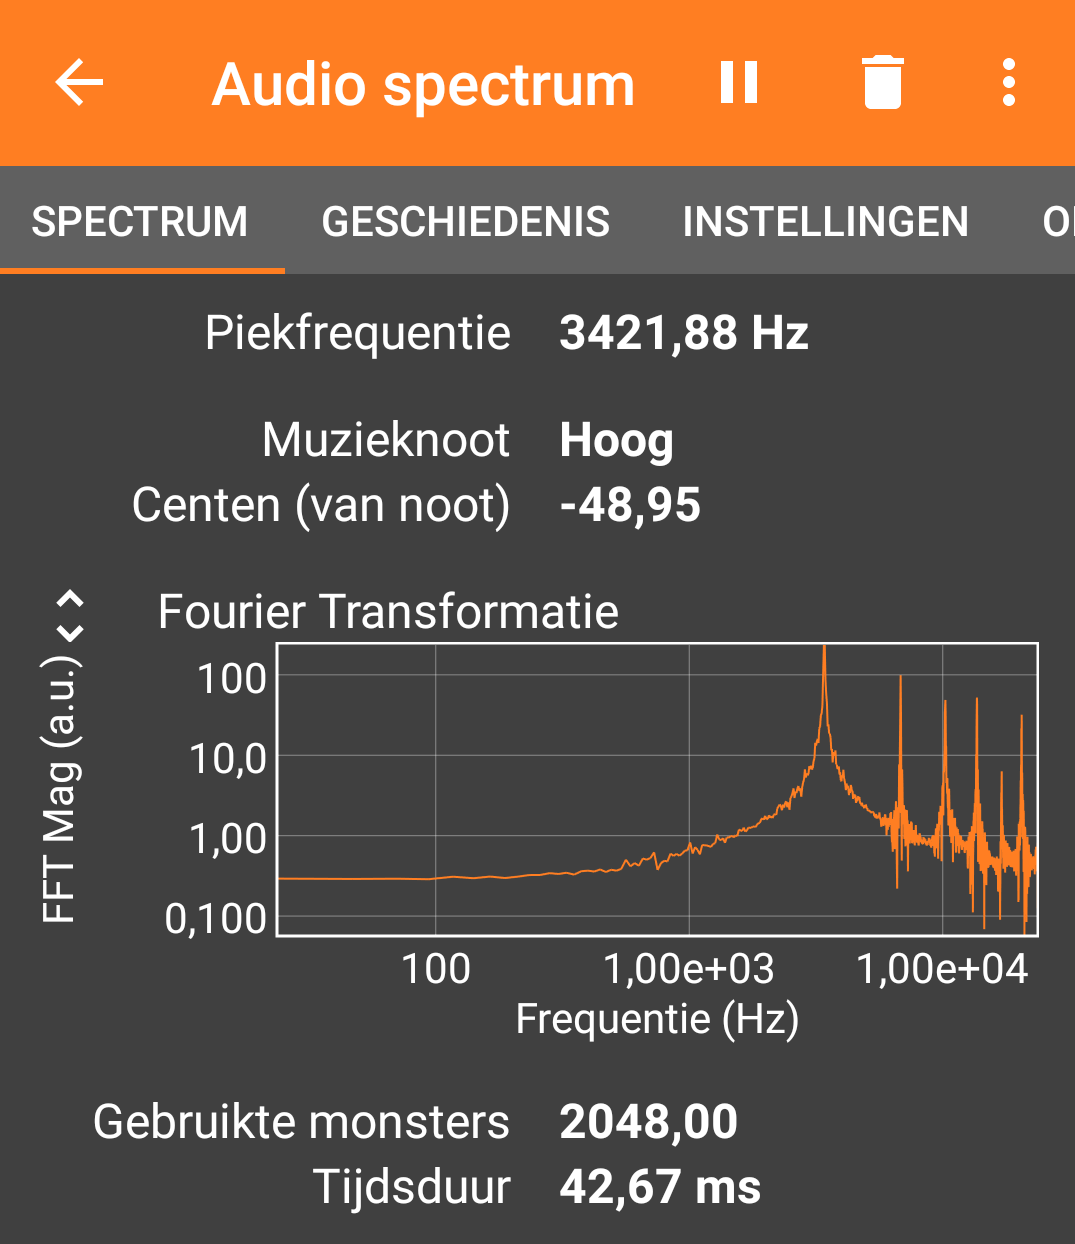 Audio spectrum
SPECTRUM GESCHIEDENIS INSTELLINGEN
Piekfrequentie 3421,88 Hz
Muzieknoot Hoog
Centen (van noot) -48,95
Fourier Transformatie
FFT Mag (a.u.)
100
10,0
1,00
0,100
100 1,00e+03 1,00e+04
Frequentie (Hz)
Gebruikte monsters 2048,00
Tijdsduur 42,67 ms